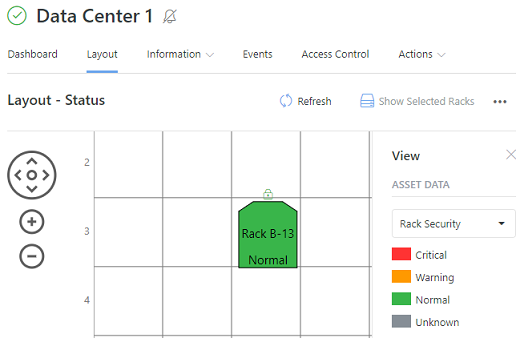 Data Center 1
Dashboard Layout Information Events Access Control Actions
Layout - Status Refresh Show Selected Racks
View
ASSET DATA
Rack Security
Critical
Warning
Normal
Unknown
2
3
4
Rack B-13
Normal